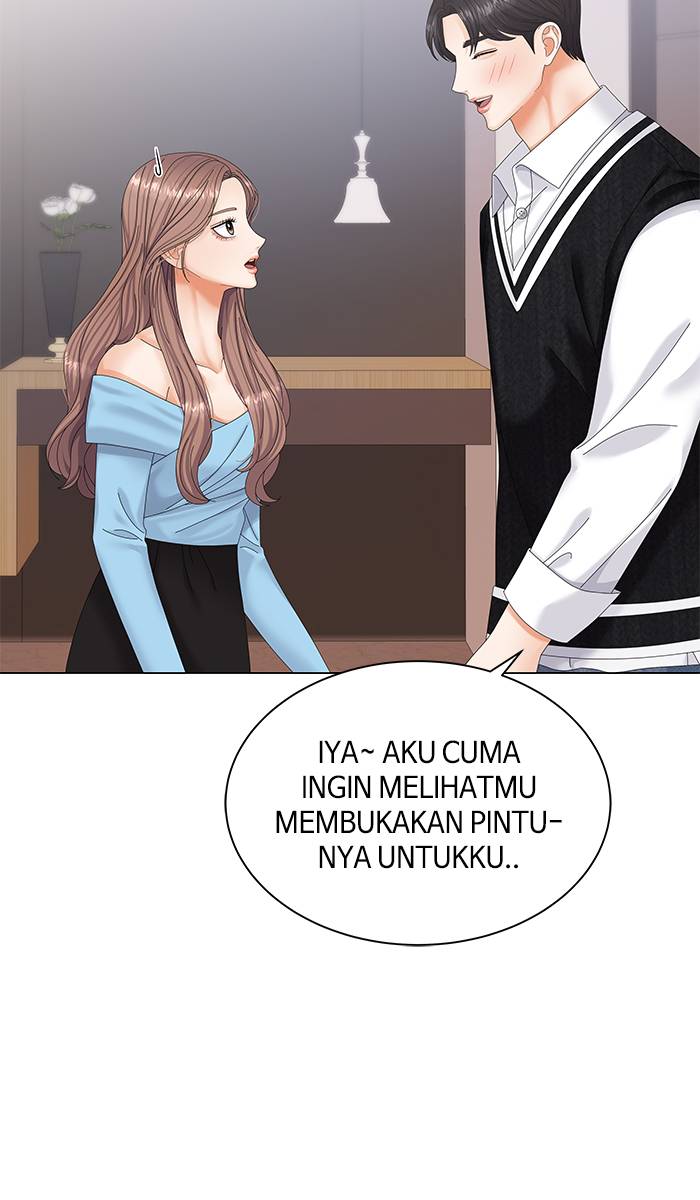 IYA~ AKU CUMA
INGIN MELIHATMU
MEMBUKAKAN PINTU-
NYA UNTUKKU..